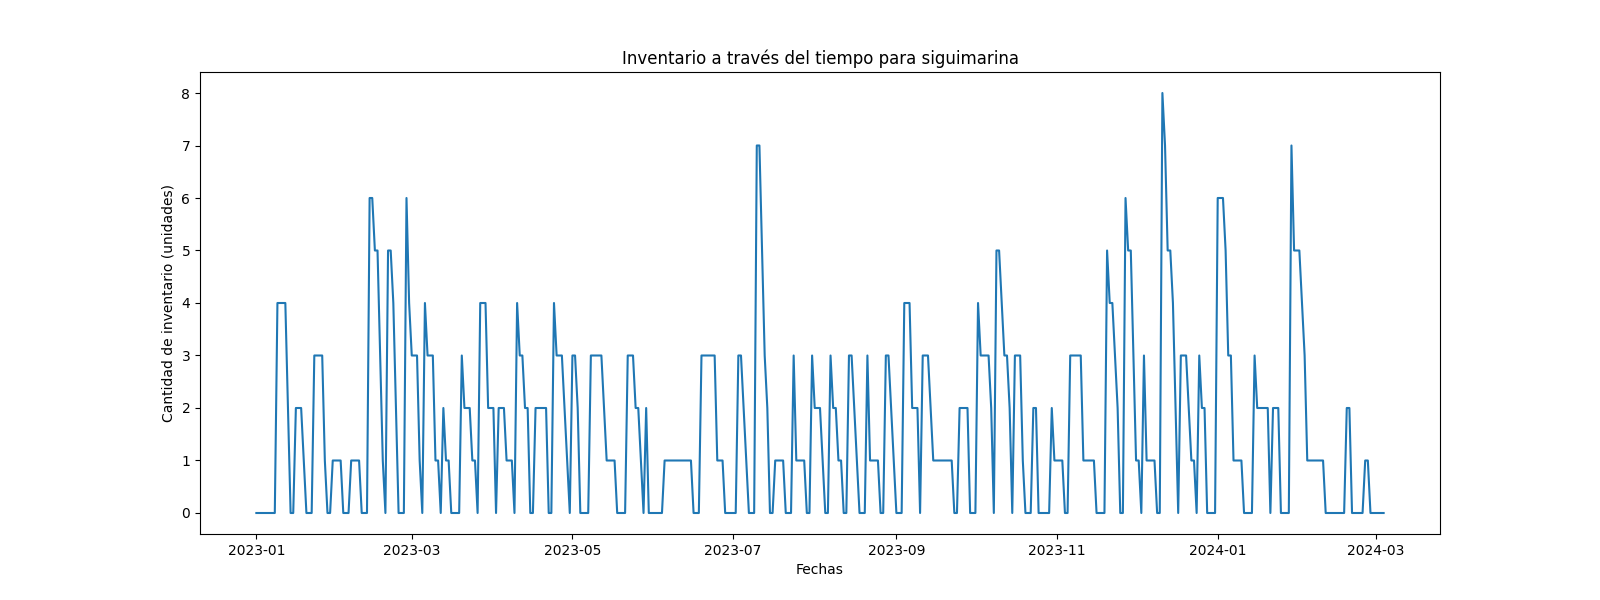 Inventario a través del tiempo para siguimarina
Cantidad de inventario (unidades)
8
7
6
5
4
3
2
1
0
2023-01 2023-03 2023-05 2023-07 2023-09 2023-11 2024-01 2024-03
Fechas